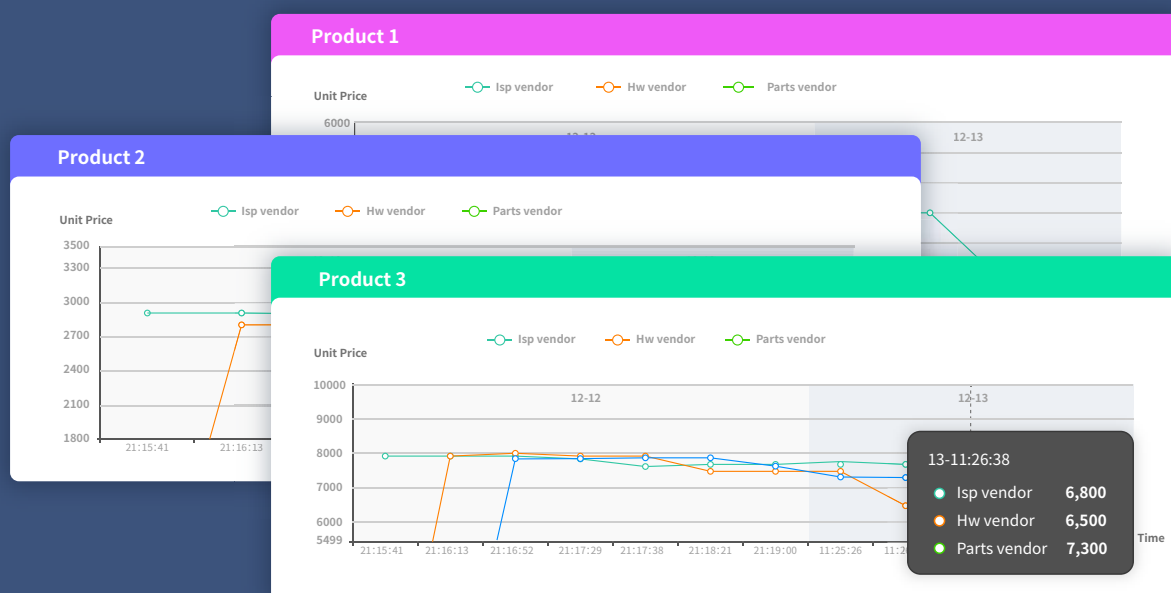 Product 1
Isp vendor
Hw vendor
Parts vendor
Unit Price
6000
12-13
Product 2
Isp vendor
Hw vendor
Parts vendor
Unit Price
3500
3300
3000
2700
2400
2100
1800
21:15:41
21:16:13
Product 3
Isp vendor
Hw vendor
Parts vendor
Unit Price
10000
12-12
12-13
9000
8000
7000
6000
5499
21:15:41
21:16:13
21:16:52
21:17:29
21:17:38
21:18:21
21:19:00
11:25:26
Time
13-11:26:38
Isp vendor 6,800
Hw vendor 6,500
Parts vendor 7,300